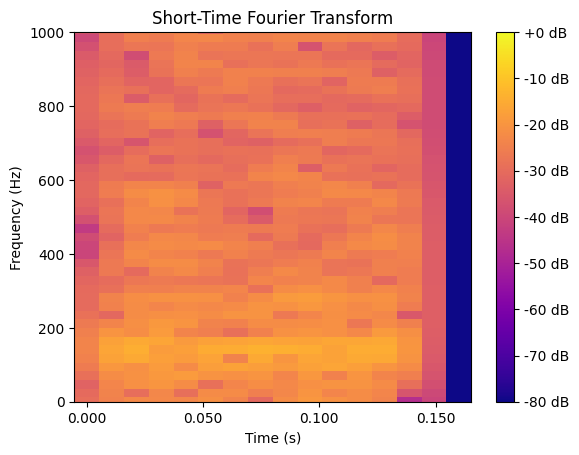 Short-Time Fourier Transform
1000
800
600
400
200
0
Frequency (Hz)
0.000
0.050
0.100
0.150
Time (s)
+0 dB
-10 dB
-20 dB
-30 dB
-40 dB
-50 dB
-60 dB
-70 dB
-80 dB